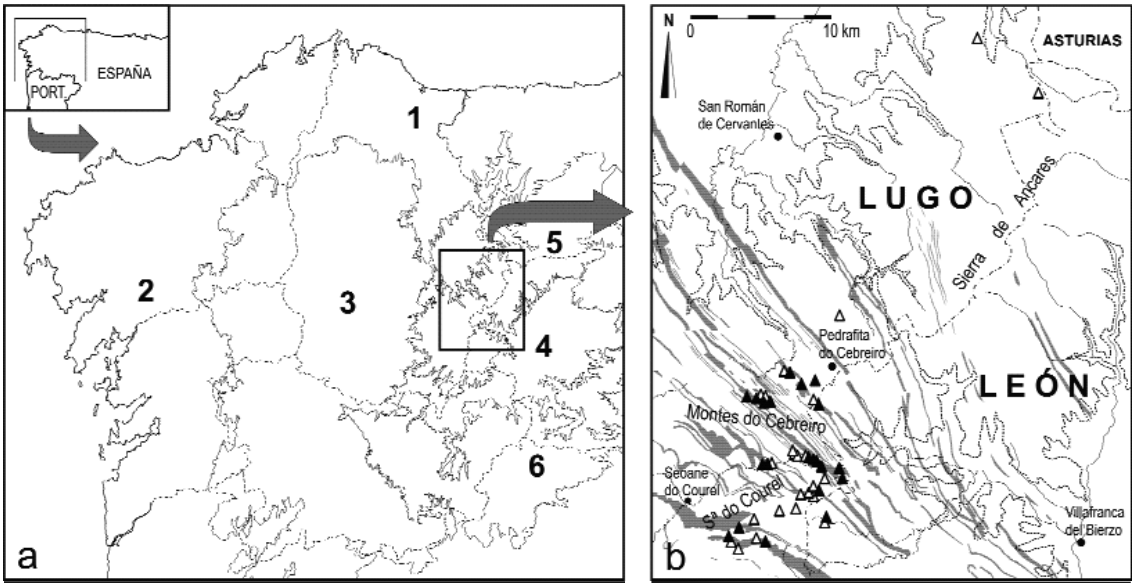 ESPAÑA
PORT.
1
2
3
4
5
6
a
N
0
10 km
ASTURIAS
San Román
de Cervantes
LUGO
Sierra de Ancares
Pedrafita
do Cebreiro
LEÓN
Montes do Cebreiro
Seoane
do Courel
Sª do Courel
Villafranca
del Bierzo
b